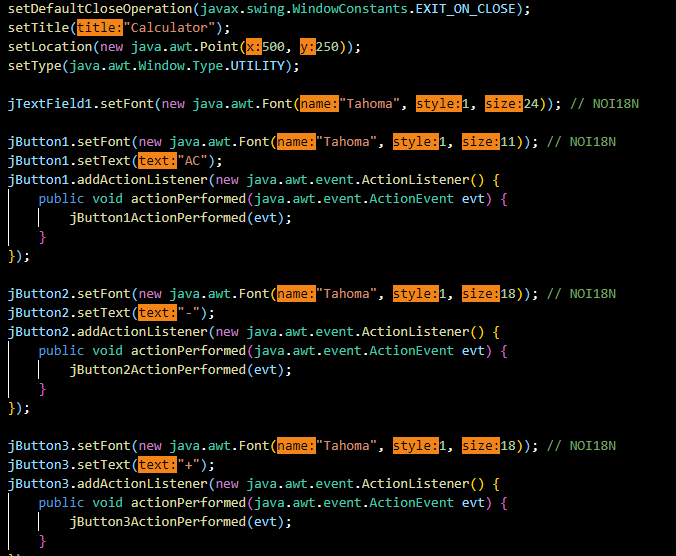 setDefaultCloseOperation(javax.swing.WindowConstants.EXIT_ON_CLOSE);
setTitle(title:"Calculator");
setLocation(new java.awt.Point(x:500, y:250));
setType(java.awt.Window.Type.UTILITY);

jTextField1.setFont(new java.awt.Font(name:"Tahoma", style:1, size:24)); // NOI18N

jButton1.setFont(new java.awt.Font(name:"Tahoma", style:1, size:11)); // NOI18N
jButton1.setText(text:"AC");
jButton1.addActionListener(new java.awt.event.ActionListener() {
    public void actionPerformed(java.awt.event.ActionEvent evt) {
        jButton1ActionPerformed(evt);
    }
});

jButton2.setFont(new java.awt.Font(name:"Tahoma", style:1, size:18)); // NOI18N
jButton2.setText(text:"-");
jButton2.addActionListener(new java.awt.event.ActionListener() {
    public void actionPerformed(java.awt.event.ActionEvent evt) {
        jButton2ActionPerformed(evt);
    }
});

jButton3.setFont(new java.awt.Font(name:"Tahoma", style:1, size:18)); // NOI18N
jButton3.setText(text:"+");
jButton3.addActionListener(new java.awt.event.ActionListener() {
    public void actionPerformed(java.awt.event.ActionEvent evt) {
        jButton3ActionPerformed(evt);
    }